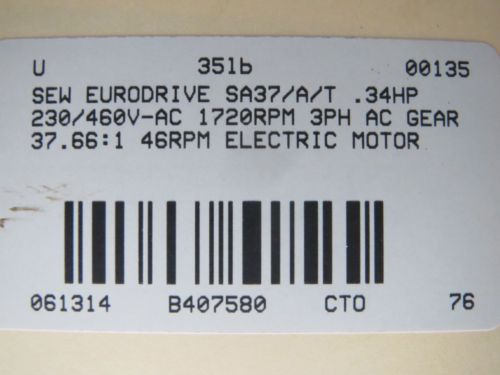 U 351b 00135
SEW EURODRIVE SA37/A/T .34HP
230/460V-AC 1720RPM 3PH AC GEAR
37.66:1 46RPM ELECTRIC MOTOR
061314 B407580 CTO 76